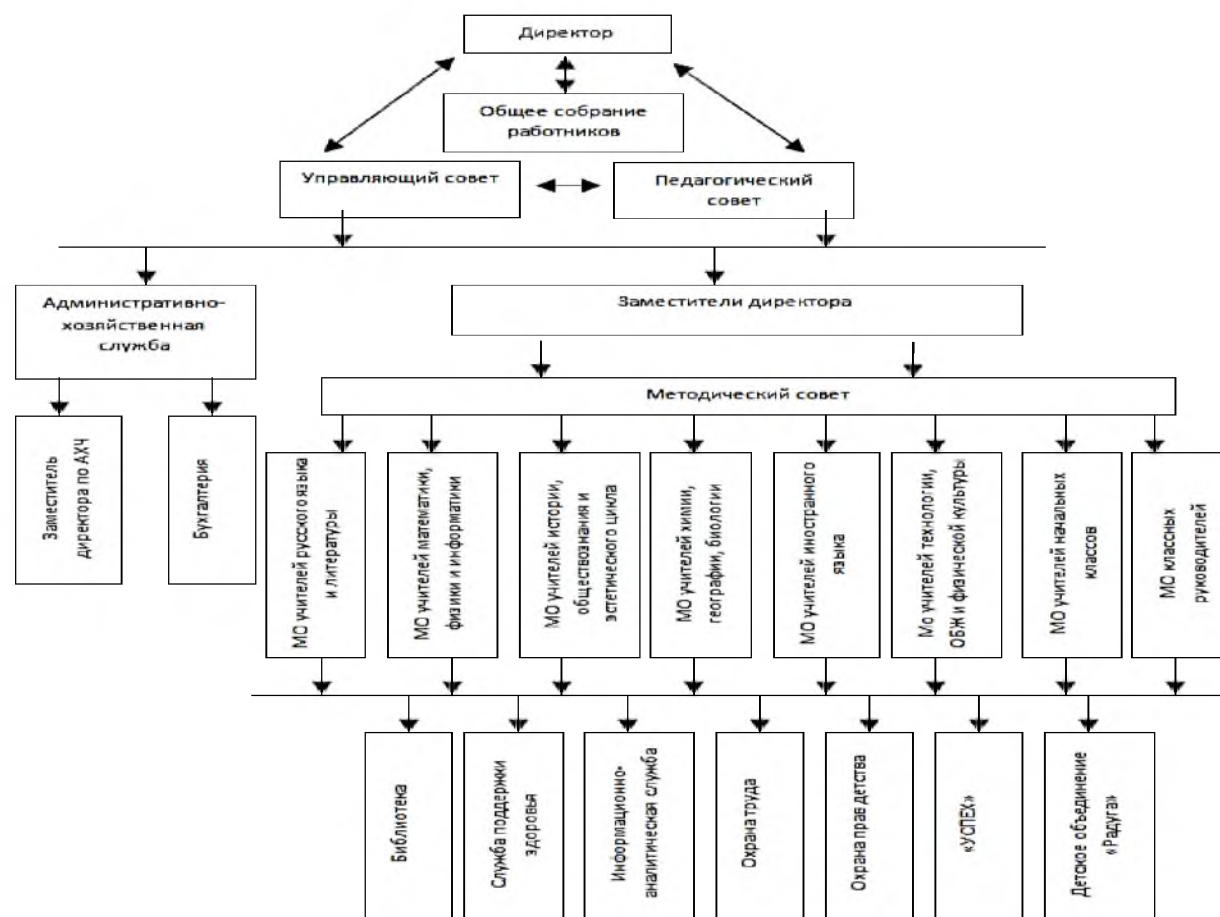 Директор
Общее собрание
работников
Управляющий совет
Педагогический
совет
Административно-
хозяйственная
служба
Заместители директора
Методический совет
Заместитель
директора по АХЧ
Бухгалтерия
МО учителей русского языка
и литературы
МО учителей математики,
физики и информатики
МО учителей истории,
обществознания и
эстетического цикла
МО учителей химии,
географии, биологии
МО учителей иностранного
языка
Мо учителей технологии,
ОБЖ и физической культуры
МО учителей начальных
классов
МО классных
руководителей
Библиотека
Служба поддержки
здоровья
Информационно-
аналитическая служба
Охрана труда
Охрана прав детства
«УСПЕХ»
Детское объединение
«Радуга»